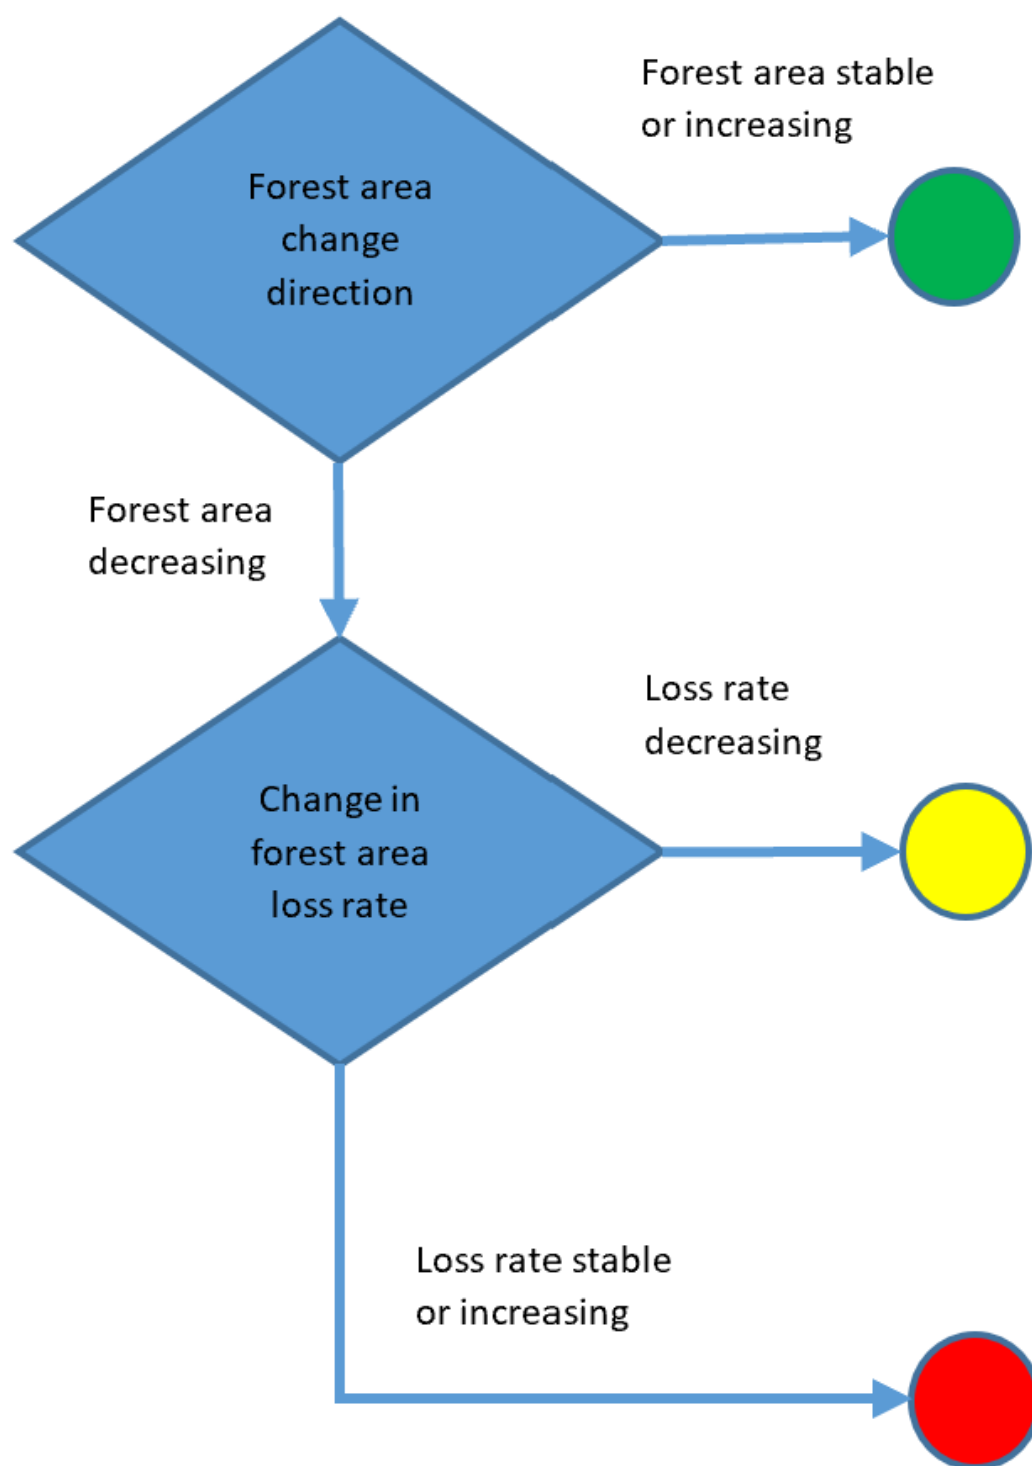 Forest area stable
or increasing
Forest area
change
direction
Forest area
decreasing
Loss rate
decreasing
Change in
forest area
loss rate
Loss rate stable
or increasing